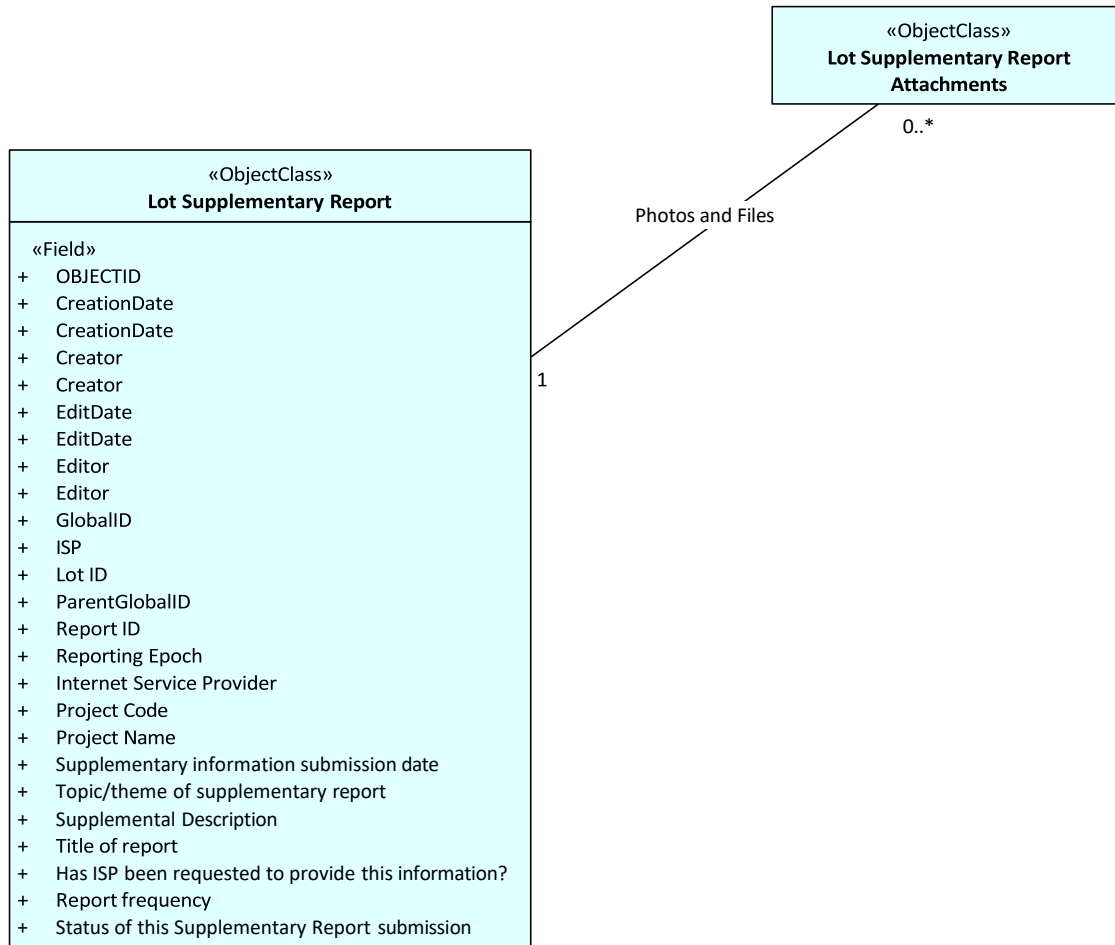 «ObjectClass»
Lot Supplementary Report
Attachments
0..*
Photos and Files
1
«ObjectClass»
Lot Supplementary Report
«Field»
+ OBJECTID
+ CreationDate
+ CreationDate
+ Creator
+ Creator
+ EditDate
+ EditDate
+ Editor
+ Editor
+ GlobalID
+ ISP
+ Lot ID
+ ParentGlobalID
+ Report ID
+ Reporting Epoch
+ Internet Service Provider
+ Project Code
+ Project Name
+ Supplementary information submission date
+ Topic/theme of supplementary report
+ Supplemental Description
+ Title of report
+ Has ISP been requested to provide this information?
+ Report frequency
+ Status of this Supplementary Report submission